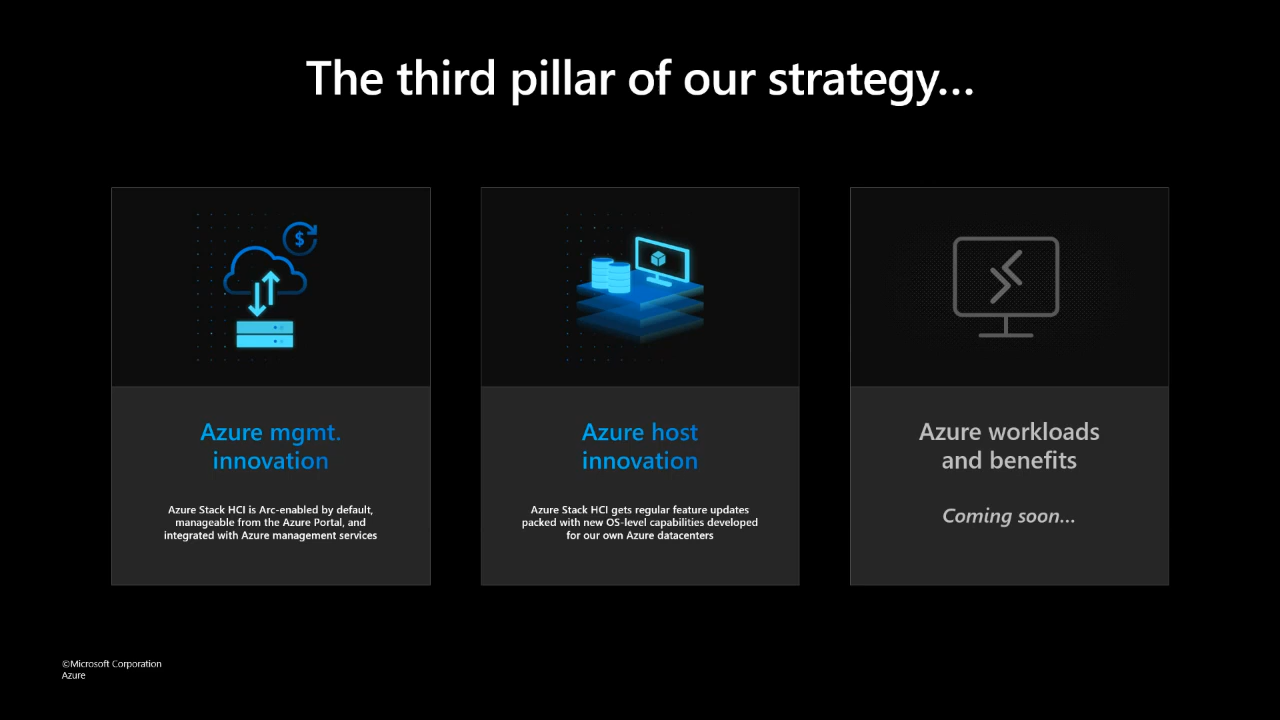 The third pillar of our strategy...
$
Azure mgmt.
innovation
Azure Stack HCI is Arc-enabled by default,
manageable from the Azure Portal, and
integrated with Azure management services
Azure host
innovation
Azure Stack HCI gets regular feature updates
packed with new OS-level capabilities developed
for our own Azure datacenters
Azure workloads
and benefits
Coming soon...
©Microsoft Corporation
Azure